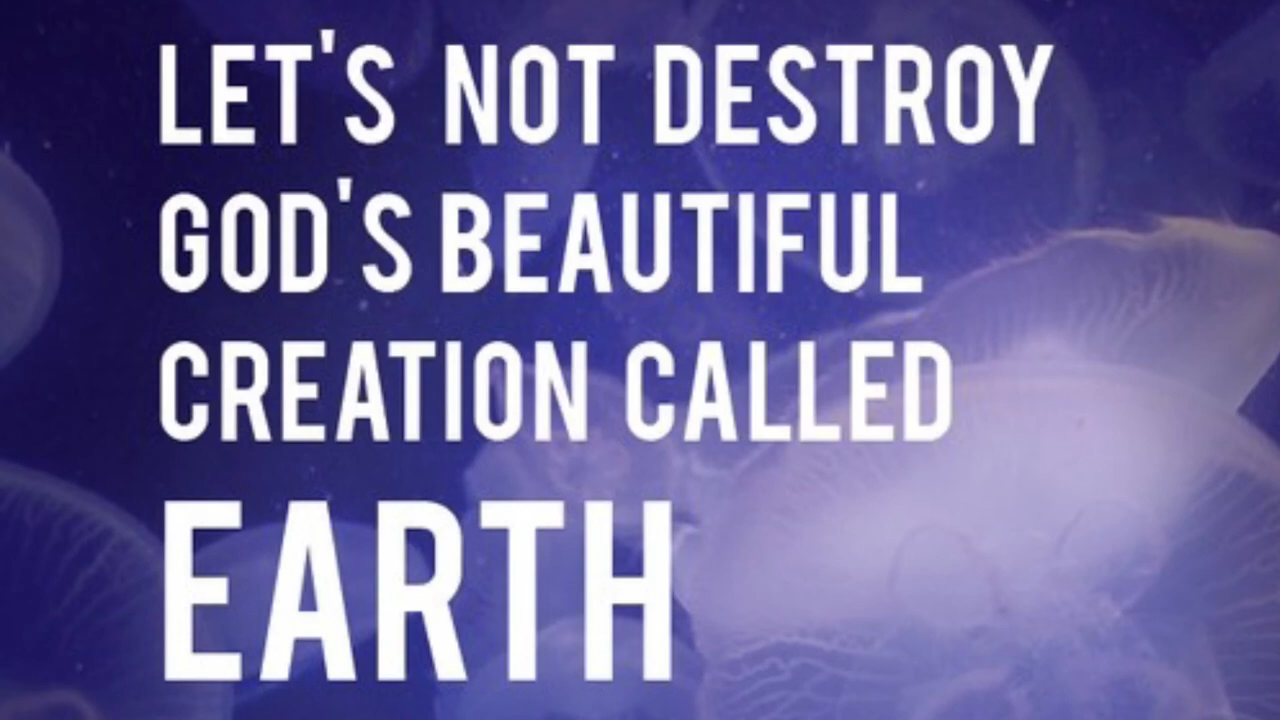 LET'S NOT DESTROY
GOD'S BEAUTIFUL
CREATION CALLED
EARTH